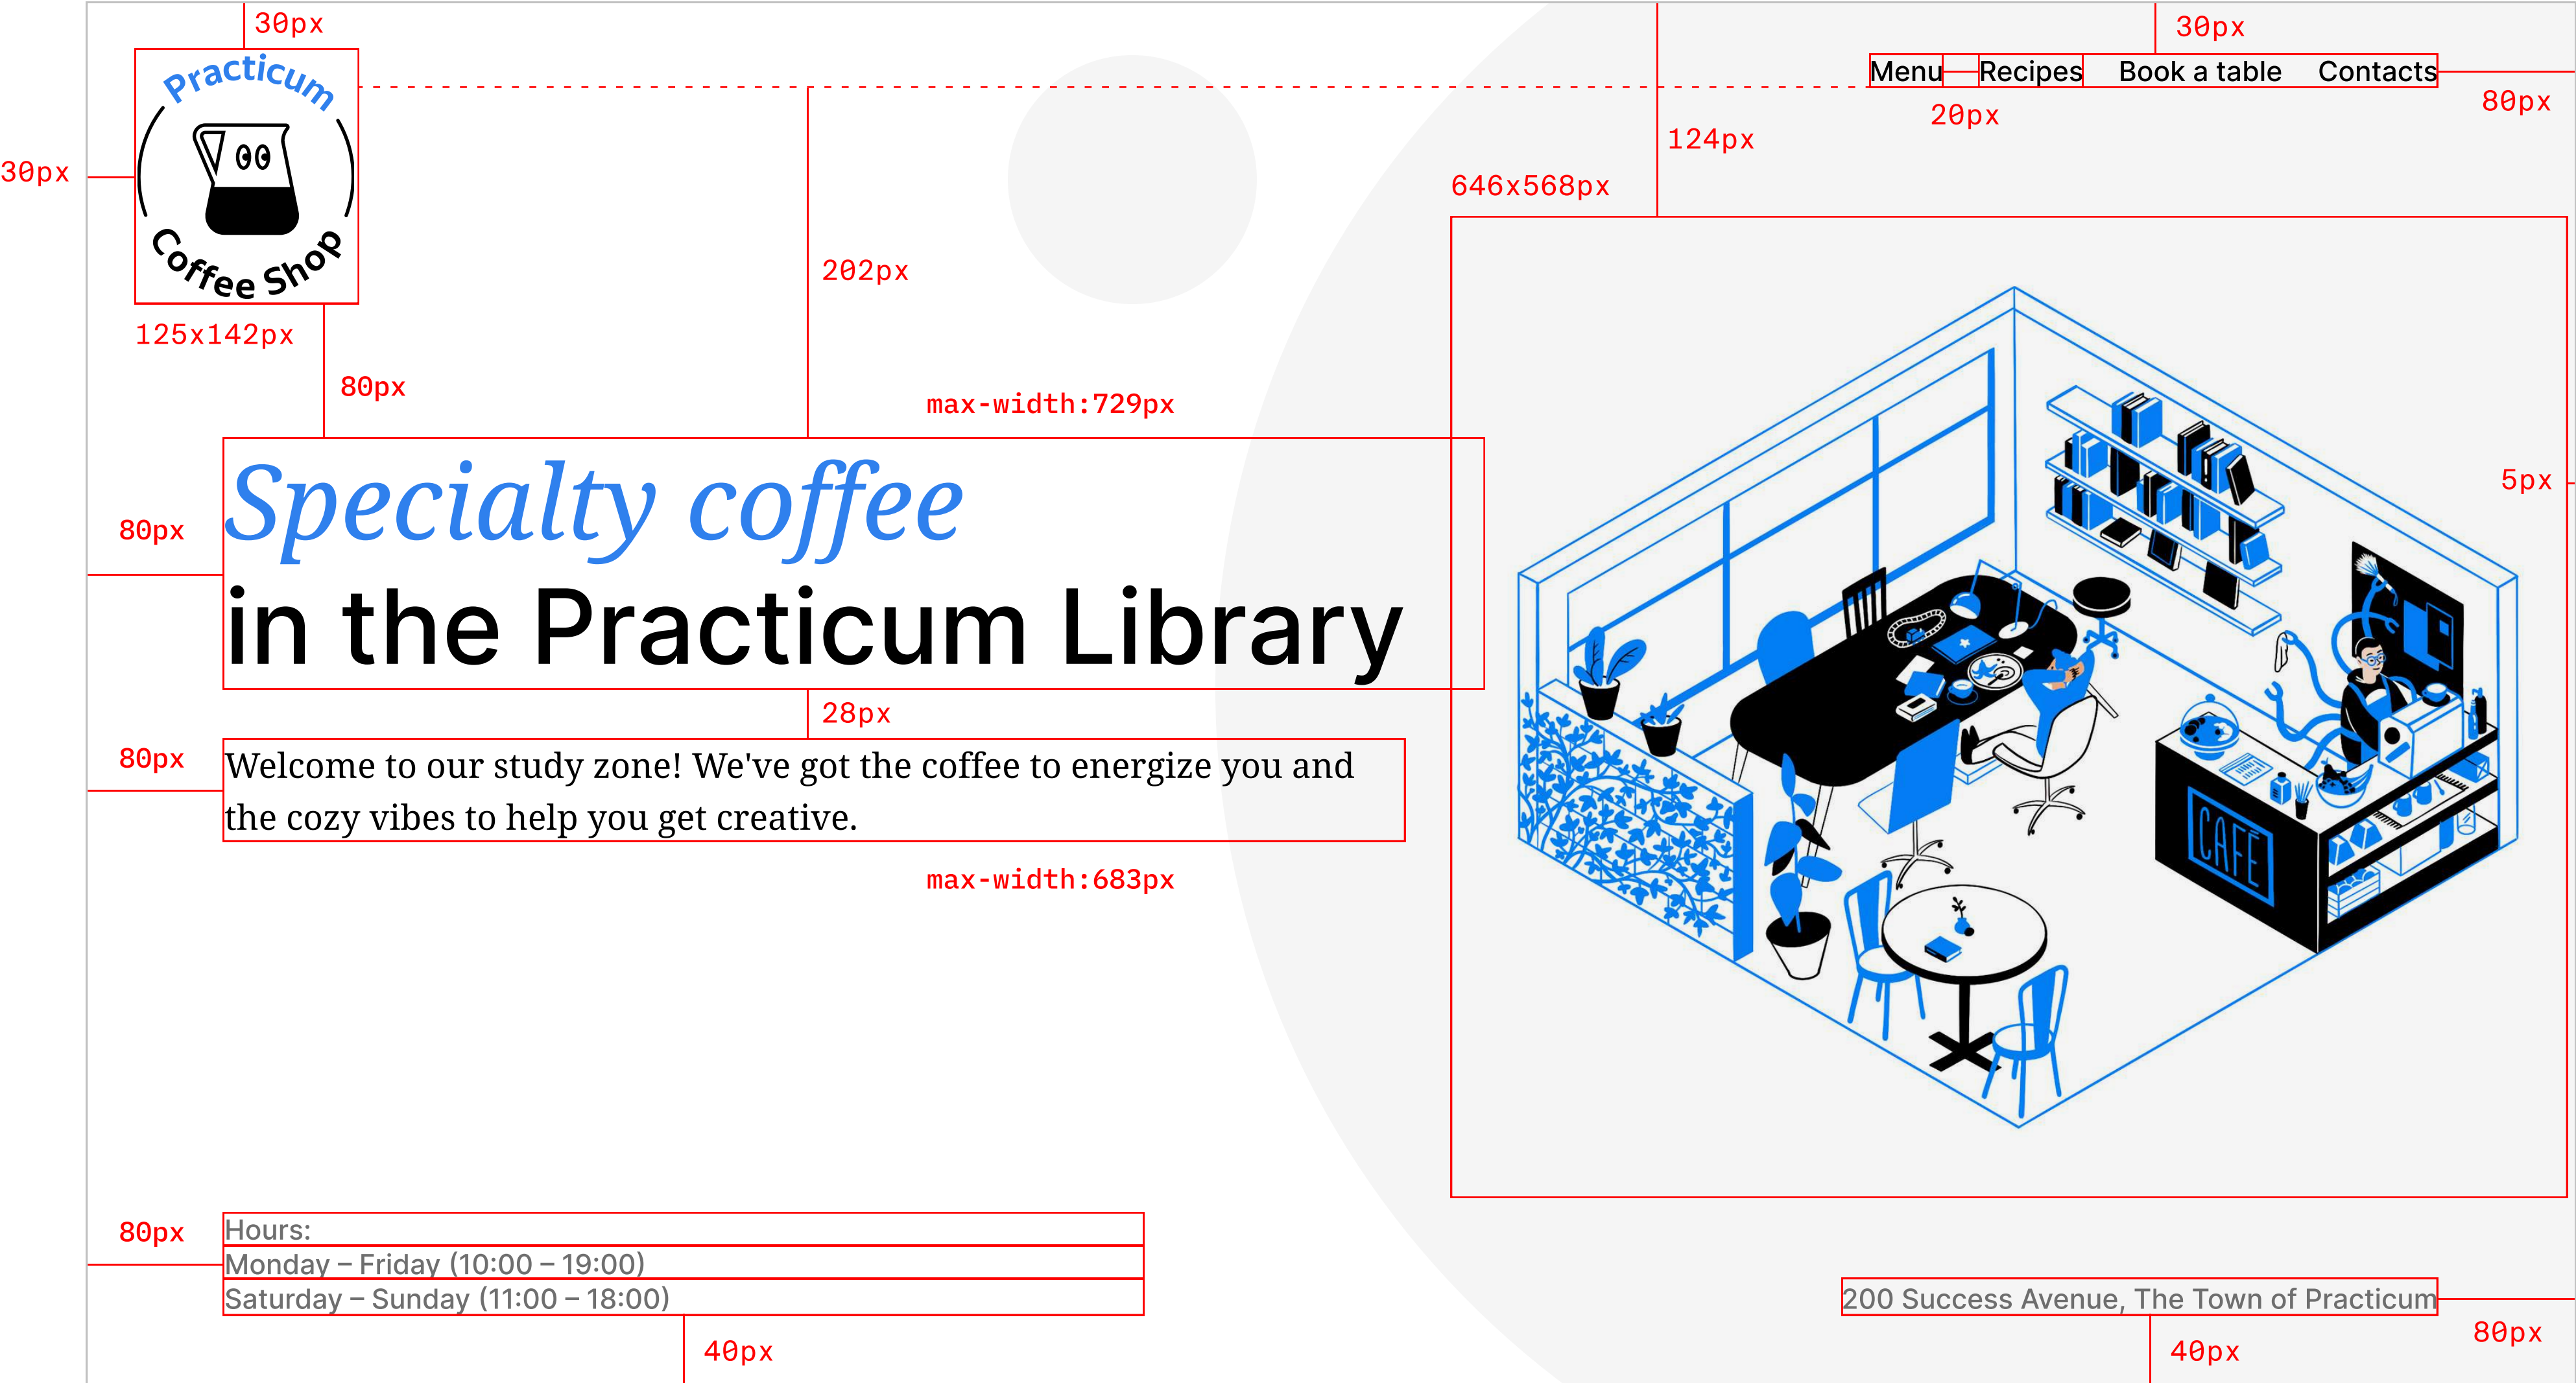 30px
30px
Practicum
Menu Recipes Book a table Contacts
80px
20px
124px
30px
646x568px
Coffee Shop
202px
125x142px
80px
max-width:729px
5px
Specialty coffee
80px
in the Practicum Library
28px
80px
Welcome to our study zone! We've got the coffee to energize you and
the cozy vibes to help you get creative.
CAFÉ
max-width:683px
80px
Hours:
Monday – Friday (10:00 – 19:00)
Saturday – Sunday (11:00 – 18:00)
200 Success Avenue, The Town of Practicum
80px
40px
40px